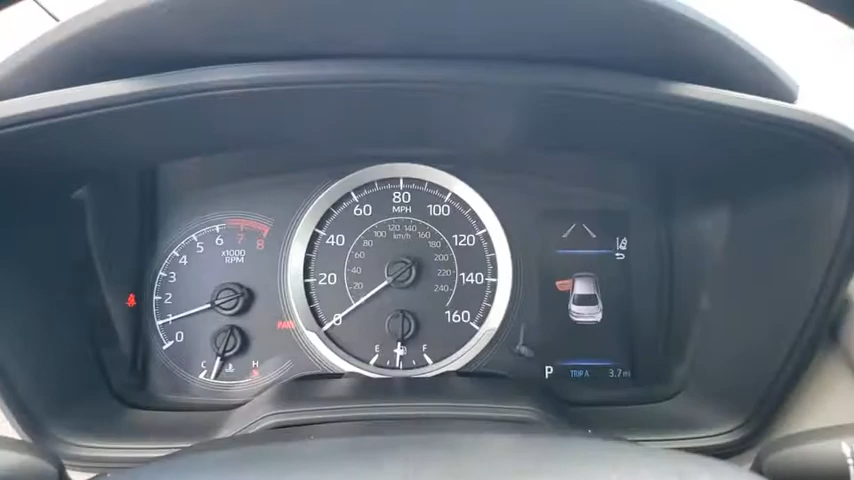 0 1 2 3 4 5 6 7 8
x1000
RPM
C H
0 20 40 60 80 100 120 140 160
MPH
20 40 60 80 100 120 140 160 180 200 220 240
km/h
E F
P
TRIP A 3.7 mi